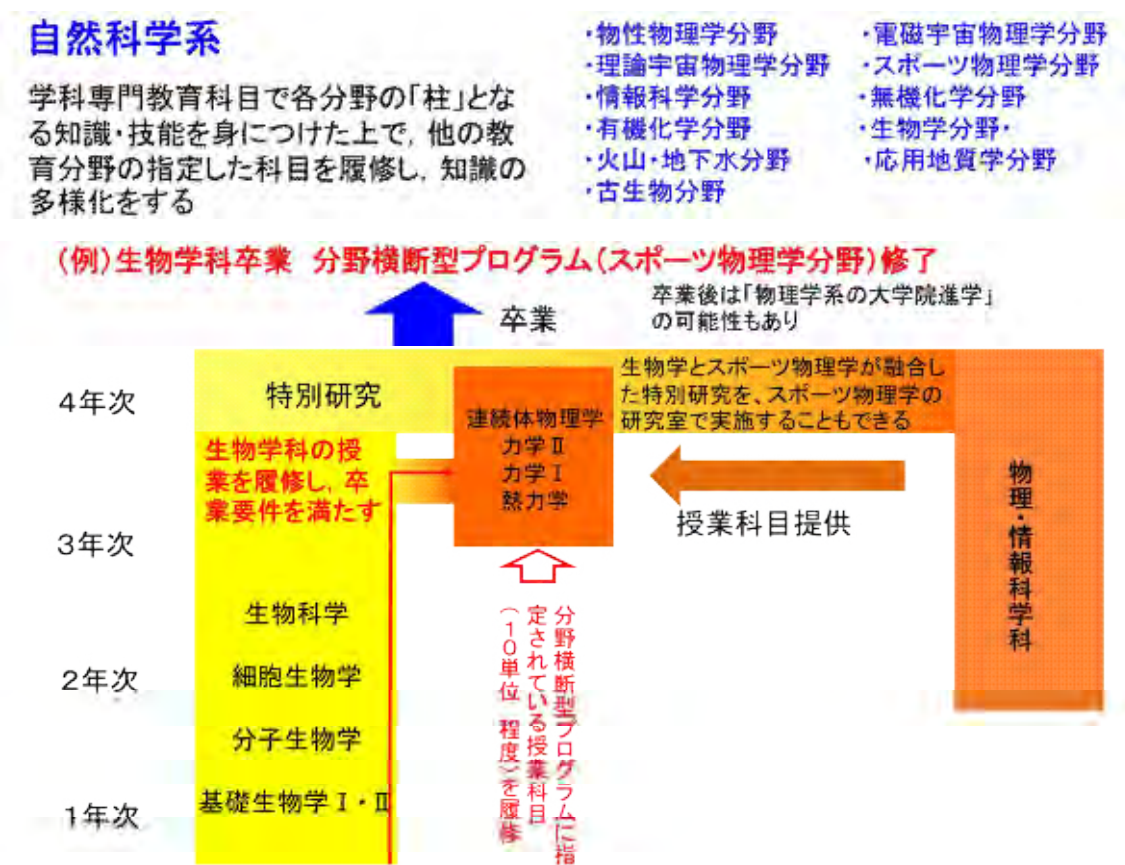 自然科学系
学科専門教育科目で各分野の「柱」とな
る知識・技能を身につけた上で,他の教
育分野の指定した科目を履修し,知識の
多様化をする
・物性物理学分野
・理論宇宙物理学分野
・情報科学分野
・有機化学分野
・火山・地下水分野
・古生物分野
・電磁宇宙物理学分野
・スポーツ物理学分野
・無機化学分野
・生物学分野・
・応用地質学分野
(例)生物学科卒業 分野横断型プログラム(スポーツ物理学分野)修了
卒業
卒業後は「物理学系の大学院進学」
の可能性もあり
4年次
特別研究
生物学とスポーツ物理学が融合し
た特別研究を、スポーツ物理学の
研究室で実施することもできる
連続体物理学
力学Ⅱ
力学Ⅰ
熱力学
生物学科の授
業を履修し,卒
業要件を満たす
授業科目提供
物理・情報科学科
3年次
生物科学
2年次
細胞生物学
分子生物学
1年次
基礎生物学Ⅰ・Ⅱ
分野横断型プログラムに指
定されている授業科目
(10単位 程度)を履修